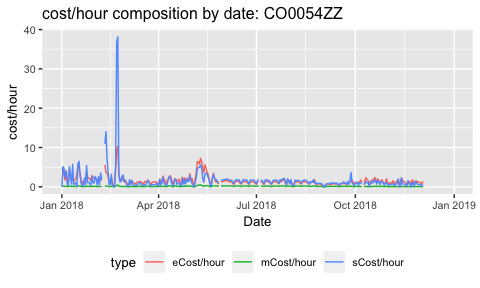 cost/hour composition by date: CO0054ZZ
40
30
20
10
0
cost/hour
Jan 2018 Apr 2018 Jul 2018 Oct 2018 Jan 2019
Date
type eCost/hour mCost/hour sCost/hour